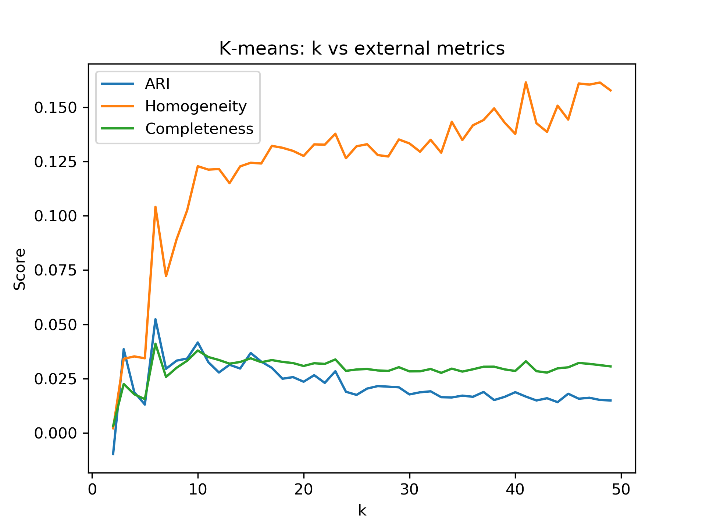 K-means: k vs external metrics
ARI
Homogeneity
Completeness
0.150
0.125
0.100
0.075
0.050
0.025
0.000
Score
0 10 20 30 40 50
k